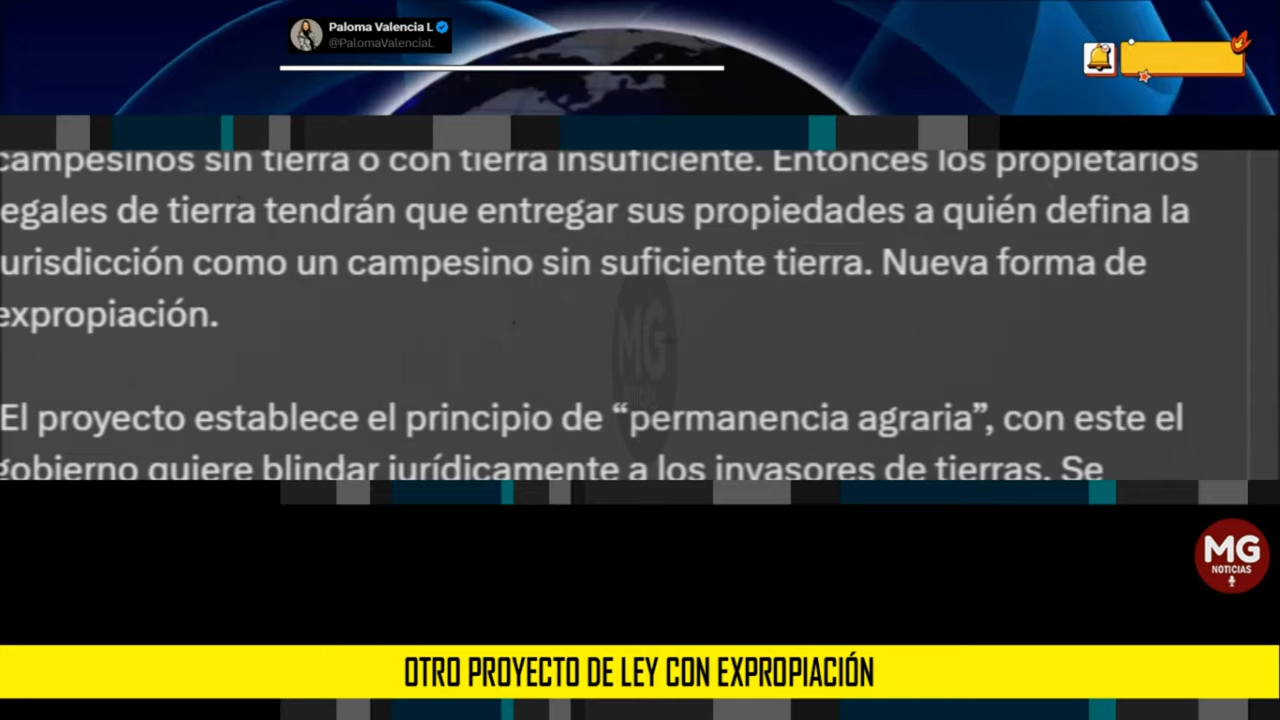 Paloma Valencia L
@PalomaValenciaL
campesinos sin tierra o con tierra insuficiente. Entonces los propietarios
egales de tierra tendrán que entregar sus propiedades a quién defina la
urisdicción como un campesino sin suficiente tierra. Nueva forma de
expropiación.
El proyecto establece el principio de “permanencia agraria”, con este el
gobierno quiere blindar jurídicamente a los invasores de tierras. Se
MG
MG
NOTICIAS
OTRO PROYECTO DE LEY CON EXPROPIACIÓN